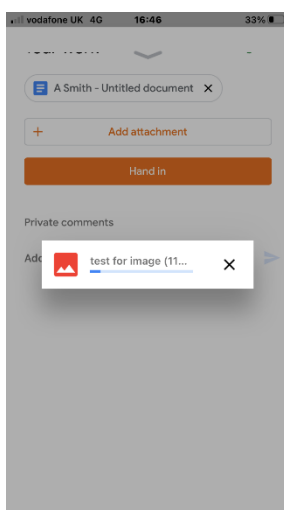 vodafone UK 4G 16:46 33%
A Smith - Untitled document
+ Add attachment
Hand in
Private comments
test for image (11...